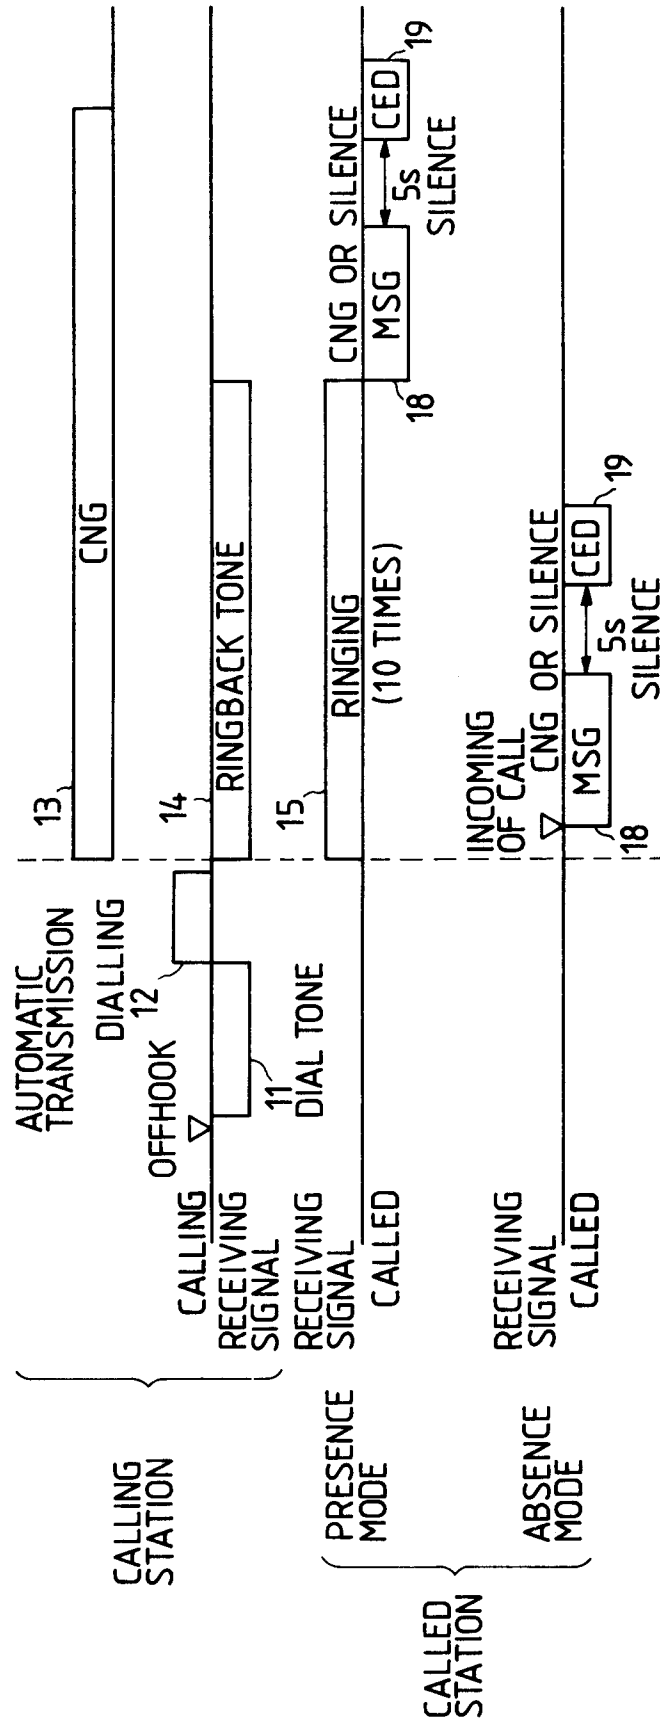 AUTOMATIC
TRANSMISSION
13
CNG
DIALLING
12
OFFHOOK
14
CALLING
CALLING
STATION
RECEIVING
SIGNAL
11
DIAL TONE
RINGBACK TONE
PRESENCE
MODE
RECEIVING
SIGNAL
15
RINGING
CNG OR SILENCE
CALLED
(10 TIMES)
18
MSG
5s
SILENCE
CED
19
CALLED
STATION
ABSENCE
MODE
RECEIVING
SIGNAL
INCOMING
OF CALL
CNG OR SILENCE
CALLED
18
MSG
5s
SILENCE
CED
19